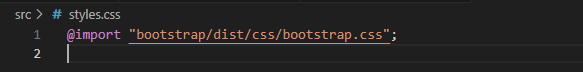 src > # styles.css
1 @import "bootstrap/dist/css/bootstrap.css";
2